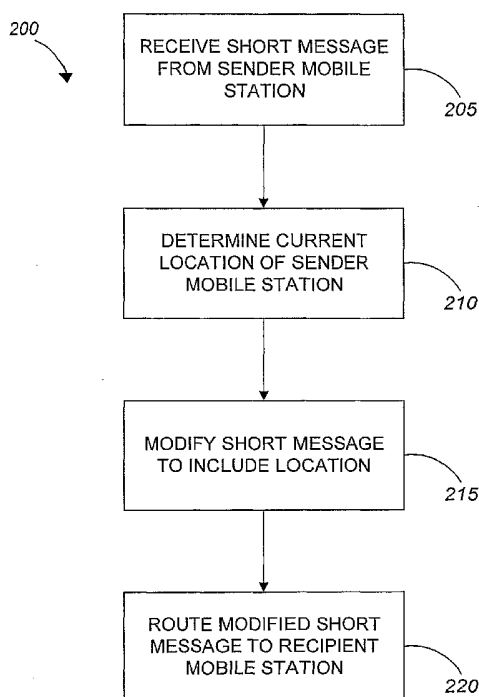 200
RECEIVE SHORT MESSAGE
FROM SENDER MOBILE
STATION
205
DETERMINE CURRENT
LOCATION OF SENDER
MOBILE STATION
210
MODIFY SHORT MESSAGE
TO INCLUDE LOCATION
215
ROUTE MODIFIED SHORT
MESSAGE TO RECIPIENT
MOBILE STATION
220